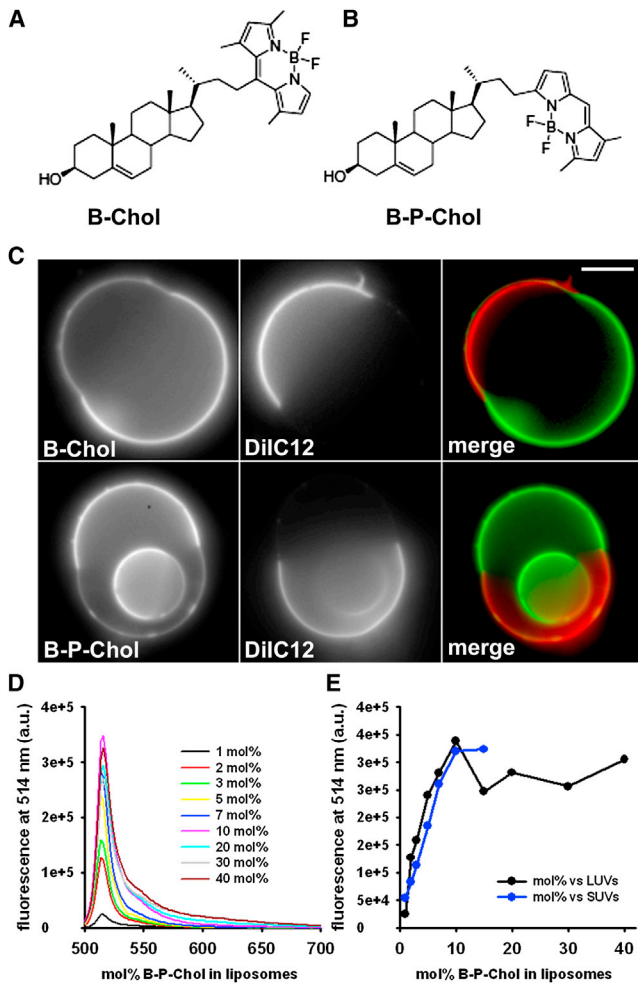 A
B
N
N
B
F
F
HO
B-Chol
F
F
B
N
N
HO
B-P-Chol
C
B-Chol
DiIC12
merge
B-P-Chol
DiIC12
merge
D
fluorescence at 514 nm (a.u.)
4e+5
3e+5
2e+5
1e+5
0
500 550 600 650 700
mol% B-P-Chol in liposomes
1 mol%
2 mol%
3 mol%
5 mol%
7 mol%
10 mol%
20 mol%
30 mol%
40 mol%
E
fluorescence at 514 nm (a.u.)
4e+5
4e+5
3e+5
3e+5
2e+5
2e+5
1e+5
5e+4
0
0 10 20 30 40
mol% B-P-Chol in liposomes
mol% vs LUVs
mol% vs SUVs